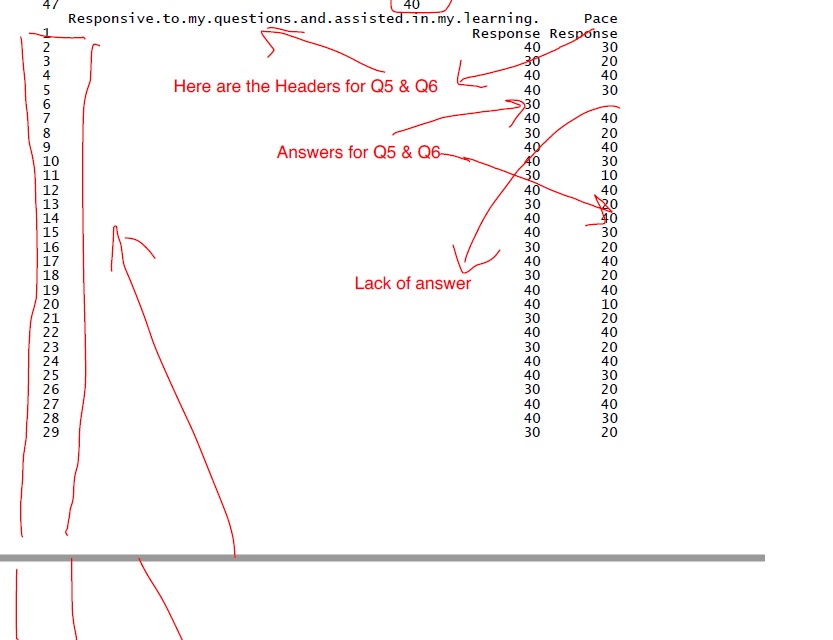 47 40
Responsive.to.my.questions.and.assisted.in.my.learning. Pace
1 Response Response
2 40 30
3 30 20
4 40 40
5 40 30
Here are the Headers for Q5 & Q6
6 30
7 40 40
8 30 20
9 40 40
Answers for Q5 & Q6
10 40 30
11 30 10
12 40 40
13 30 20
14 40 40
15 40 30
16 30 20
17 40 40
18 30 20
Lack of answer
19 40 40
20 40 10
21 30 20
22 40 40
23 30 20
24 40 40
25 40 30
26 30 20
27 40 40
28 40 30
29 30 20